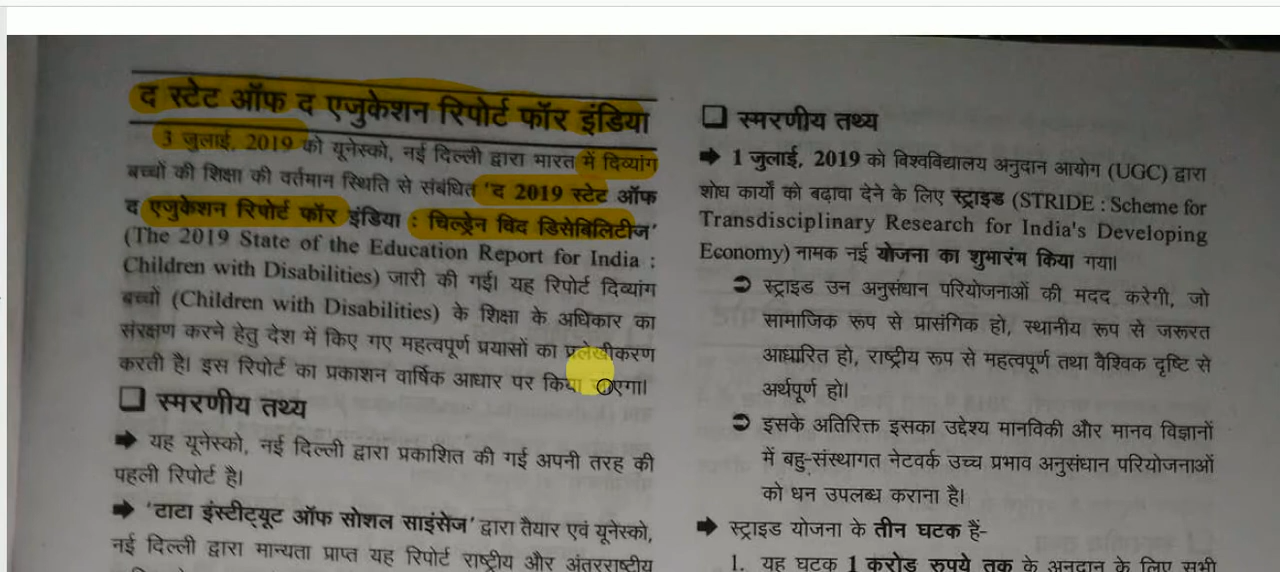 द स्टेट ऑफ द एजुकेशन रिपोर्ट फॉर इंडिया
3 जुलाई, 2019 को यूनेस्को, नई दिल्ली द्वारा भारत में दिव्यांग
बच्चों की शिक्षा की वर्तमान स्थिति से संबंधित 'द 2019 स्टेट ऑफ
द एजुकेशन रिपोर्ट फॉर इंडिया : चिल्ड्रेन विद डिसेबिलिटीज'
(The 2019 State of the Education Report for India :
Children with Disabilities) जारी की गई। यह रिपोर्ट दिव्यांग
बच्चों (Children with Disabilities) के शिक्षा के अधिकार का
संरक्षण करने हेतु देश में किए गए महत्वपूर्ण प्रयासों का प्रलेखीकरण
करती है। इस रिपोर्ट का प्रकाशन वार्षिक आधार पर किया जाएगा।
❑ स्मरणीय तथ्य
➡ यह यूनेस्को, नई दिल्ली द्वारा प्रकाशित की गई अपनी तरह की
पहली रिपोर्ट है।
➡ 'टाटा इंस्टीट्यूट ऑफ सोशल साइंसेज' द्वारा तैयार एवं यूनेस्को,
नई दिल्ली द्वारा मान्यता प्राप्त यह रिपोर्ट राष्ट्रीय और अंतरराष्ट्रीय
❑ स्मरणीय तथ्य
➡ 1 जुलाई, 2019 को विश्वविद्यालय अनुदान आयोग (UGC) द्वारा
शोध कार्यों को बढ़ावा देने के लिए स्ट्राइड (STRIDE : Scheme for
Transdisciplinary Research for India's Developing
Economy) नामक नई योजना का शुभारंभ किया गया।
➲ स्ट्राइड उन अनुसंधान परियोजनाओं की मदद करेगी, जो
सामाजिक रूप से प्रासंगिक हो, स्थानीय रूप से जरूरत
आधारित हो, राष्ट्रीय रूप से महत्वपूर्ण तथा वैश्विक दृष्टि से
अर्थपूर्ण हो।
➲ इसके अतिरिक्त इसका उद्देश्य मानविकी और मानव विज्ञानों
में बहु-संस्थागत नेटवर्क उच्च प्रभाव अनुसंधान परियोजनाओं
को धन उपलब्ध कराना है।
➡ स्ट्राइड योजना के तीन घटक हैं-
1. यह घटक 1 करोड़ रुपये तक के अनुदान के लिए सभी